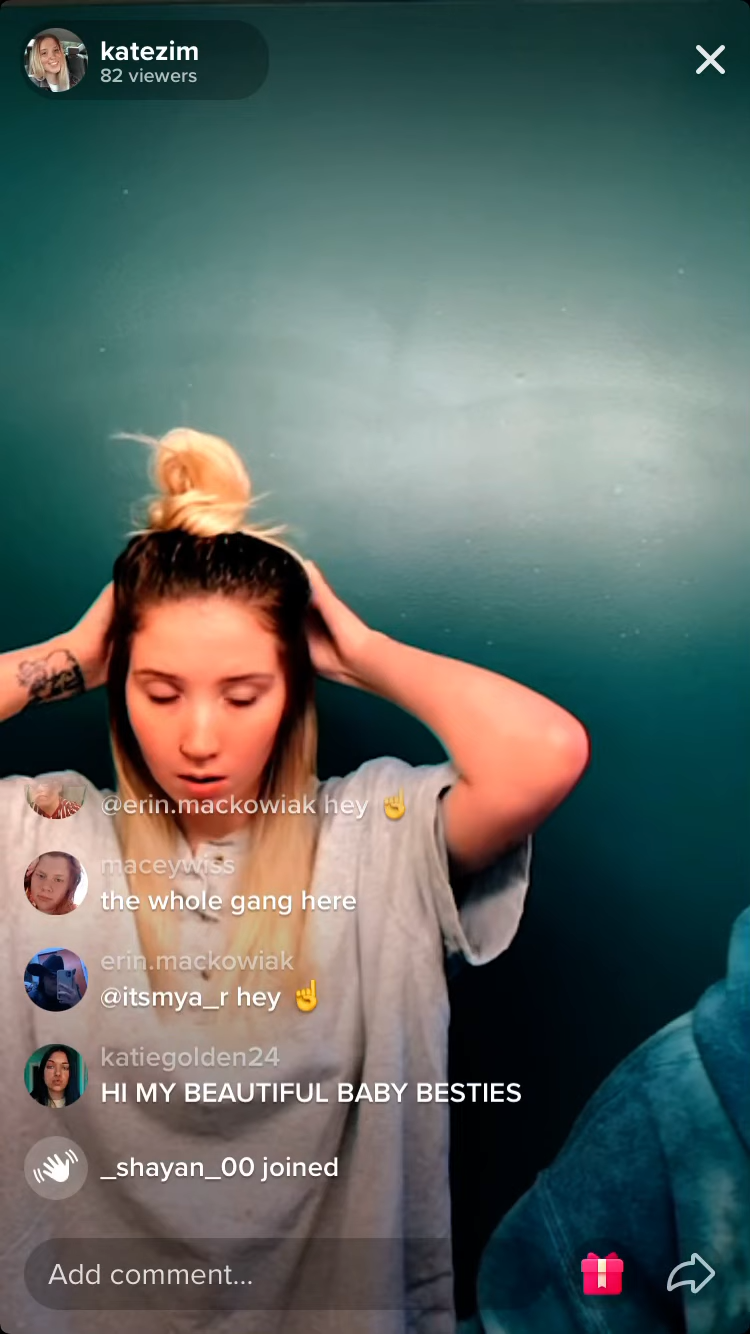 katezim
82 viewers
@erin.mackowiak hey ☝
maceywiss
the whole gang here
erin.mackowiak
@itsmya_r hey ☝
katiegolden24
HI MY BEAUTIFUL BABY BESTIES
_shayan_00 joined
Add comment...